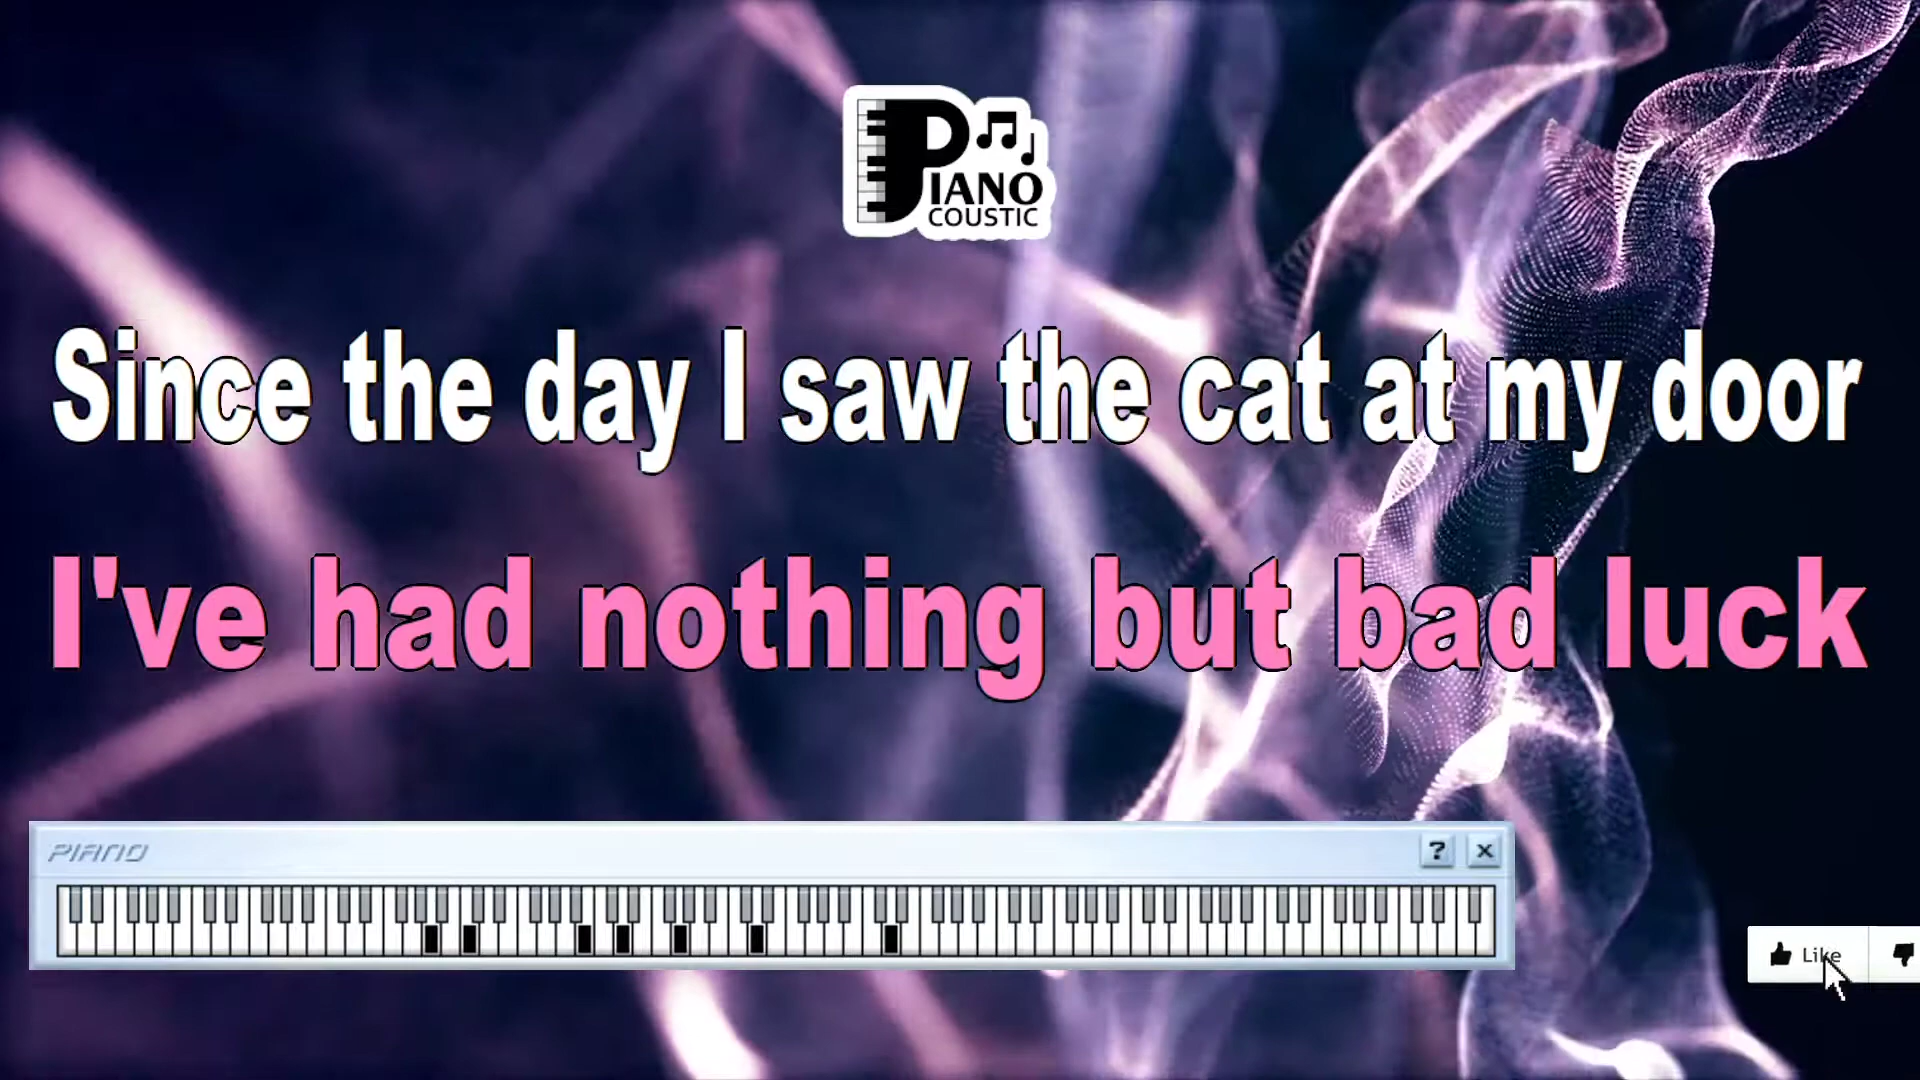 PIANO
COUSTIC
Since the day I saw the cat at my door
I've had nothing but bad luck
PIANO
? X
Like